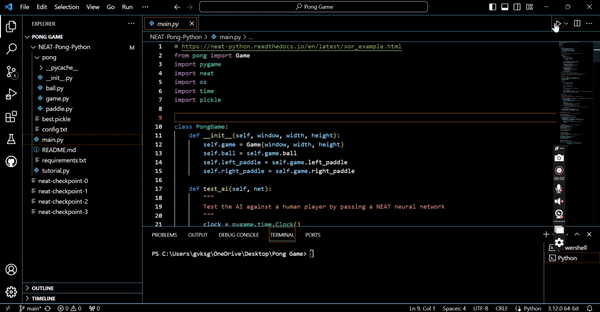 File Edit Selection View Go Run ...
Pong Game
EXPLORER ...
PONG GAME
NEAT-Pong-Python M
pong
__pycache__
__init__.py
ball.py
game.py
paddle.py
best.pickle
config.txt
main.py
README.md
requirements.txt
tutorial.py
neat-checkpoint-0
neat-checkpoint-1
neat-checkpoint-2
neat-checkpoint-3
OUTLINE
TIMELINE
main.py
NEAT-Pong-Python > main.py > ...
1 # https://neat-python.readthedocs.io/en/latest/xor_example.html
2 from pong import Game
3 import pygame
4 import neat
5 import os
6 import time
7 import pickle
8
9
10 class PongGame:
11 def __init__(self, window, width, height):
12 self.game = Game(window, width, height)
13 self.ball = self.game.ball
14 self.left_paddle = self.game.left_paddle
15 self.right_paddle = self.game.right_paddle
16
17 def test_ai(self, net):
18 """
19 Test the AI against a human player by passing a NEAT neural network
20 """
21 clock = pygame.time.Clock()
PROBLEMS OUTPUT DEBUG CONSOLE TERMINAL PORTS
PS C:\Users\gvksg\OneDrive\Desktop\Pong Game>
wershell
Python
main* 0 0 0 Ln 9, Col 1 Spaces: 4 UTF-8 CRLF Python 3.12.0 64-bit